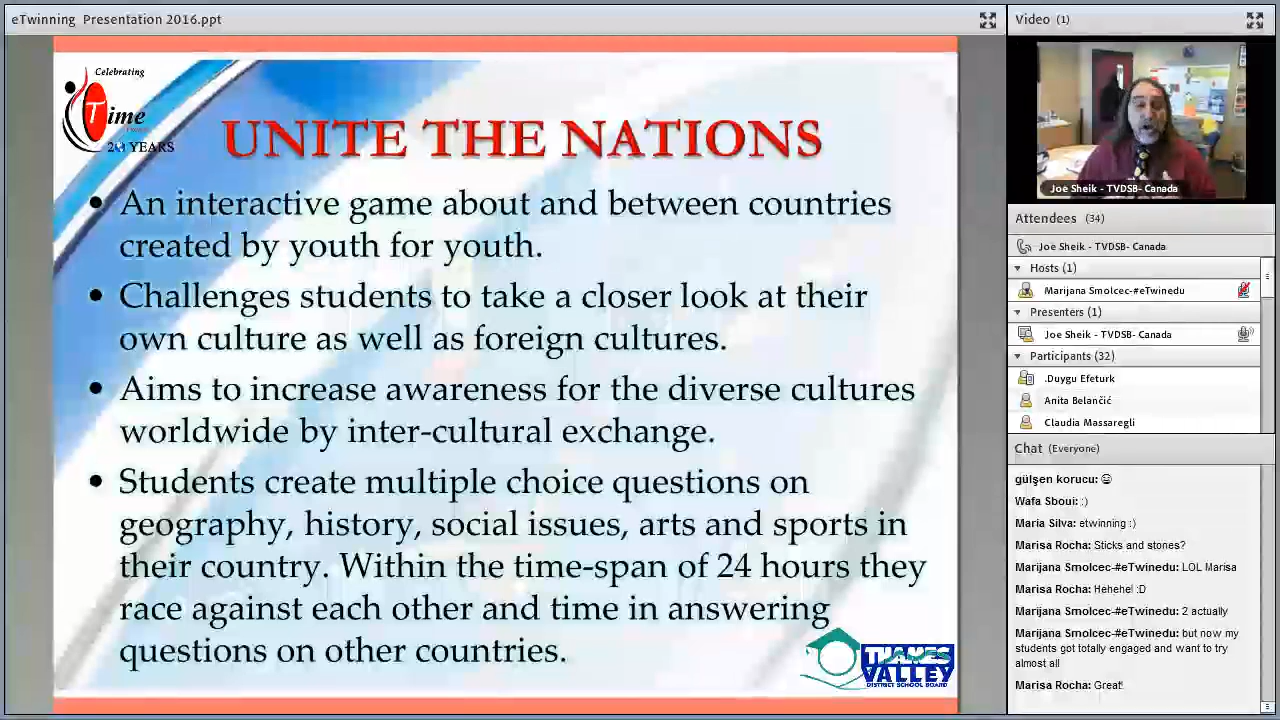 eTwinning Presentation 2016.ppt
Celebrating
Time
20 YEARS
UNITE THE NATIONS
• An interactive game about and between countries
created by youth for youth.
• Challenges students to take a closer look at their
own culture as well as foreign cultures.
• Aims to increase awareness for the diverse cultures
worldwide by inter-cultural exchange.
• Students create multiple choice questions on
geography, history, social issues, arts and sports in
their country. Within the time-span of 24 hours they
race against each other and time in answering
questions on other countries.
THAMES
VALLEY
DISTRICT SCHOOL BOARD
Video (1)
Joe Sheik - TVDSB- Canada
Attendees (34)
Joe Sheik - TVDSB- Canada
Hosts (1)
Marijana Smolcec-#eTwinedu
Presenters (1)
Joe Sheik - TVDSB- Canada
Participants (32)
.Duygu Efeturk
Anita Belančić
Claudia Massaregli
Chat (Everyone)
gülşen korucu: ☺
Wafa Sboui: :)
Maria Silva: etwinning :)
Marisa Rocha: Sticks and stones?
Marijana Smolcec-#eTwinedu: LOL Marisa
Marisa Rocha: Hehehe! :D
Marijana Smolcec-#eTwinedu: 2 actually
Marijana Smolcec-#eTwinedu: but now my
students got totally engaged and want to try
almost all
Marisa Rocha: Great!